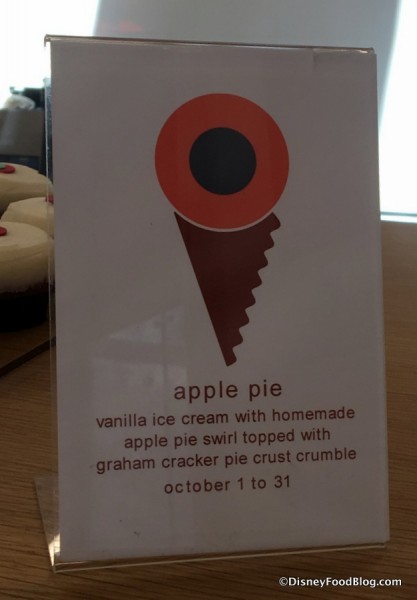 apple pie
vanilla ice cream with homemade
apple pie swirl topped with
graham cracker pie crust crumble
october 1 to 31
©DisneyFoodBlog.com